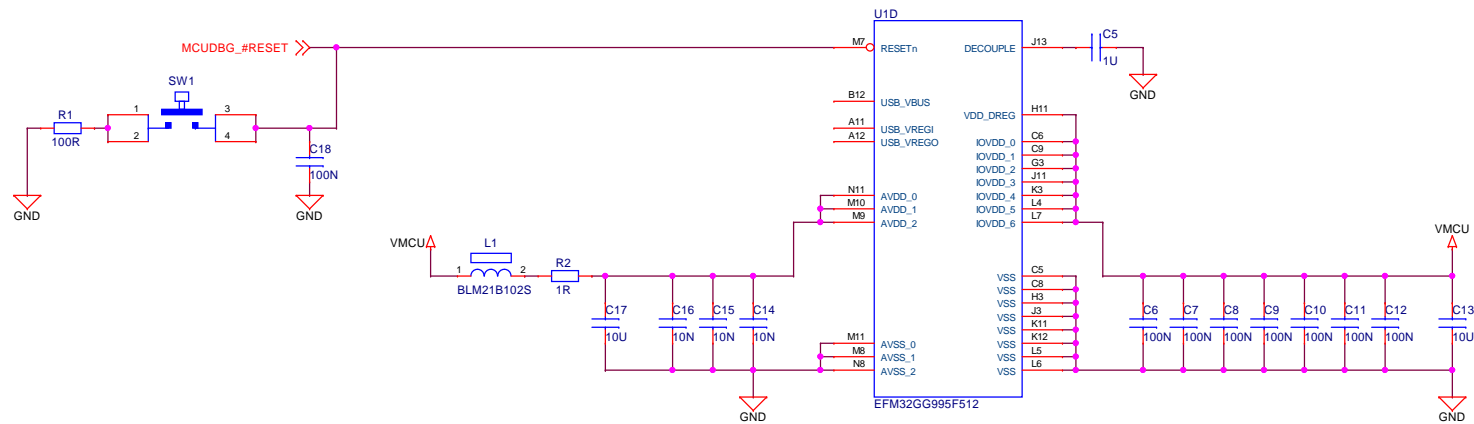 U1D
MCUDBG_#RESET
M7
RESETn
DECOUPLE
J13
C5
1U
GND
SW1
R1
100R
1
2
3
4
C18
100N
GND
GND
B12
USB_VBUS
A11
USB_VREGI
A12
USB_VREGO
VDD_DREG
H11
IOVDD_0
C6
IOVDD_1
C9
IOVDD_2
G3
IOVDD_3
J11
IOVDD_4
K3
IOVDD_5
L4
IOVDD_6
L7
N11
AVDD_0
M10
AVDD_1
M9
AVDD_2
VMCU
L1
1
2
BLM21B102S
R2
1R
C17
10U
C16
10N
C15
10N
C14
10N
M11
AVSS_0
M8
AVSS_1
N8
AVSS_2
GND
VSS
C5
VSS
C8
VSS
H3
VSS
J3
VSS
K11
VSS
K12
VSS
L5
VSS
L6
EFM32GG995F512
VMCU
C6
100N
C7
100N
C8
100N
C9
100N
C10
100N
C11
100N
C12
100N
C13
10U
GND